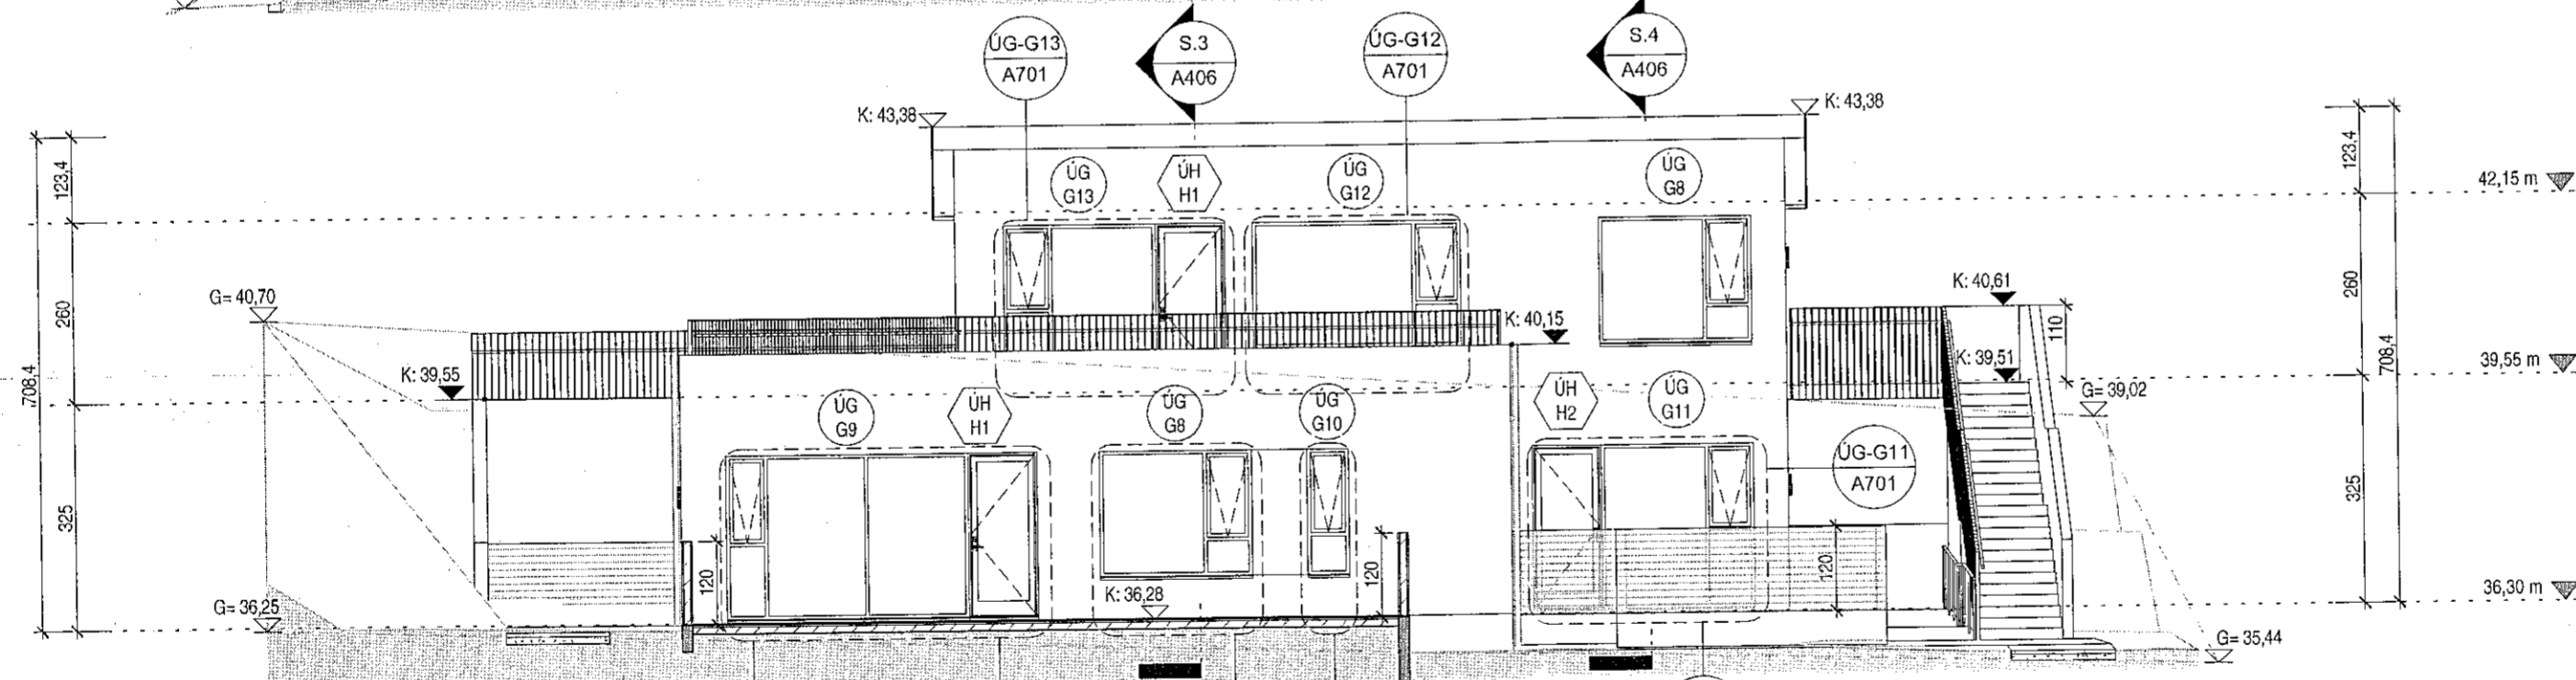 ÚG-G13
A701
S.3
A406
ÚG-G12
A701
S.4
A406
K: 43,38
K: 43,38
123,4
123,4
42,15 m
ÚG
G13
ÚH
H1
ÚG
G12
ÚG
G8
G= 40,70
260
260
K: 40,61
K: 40,15
110
K: 39,51
39,55 m
708,4
708,4
K: 39,55
G= 39,02
ÚG
G9
ÚH
H1
ÚG
G8
ÚG
G10
ÚH
H2
ÚG
G11
ÚG-G11
A701
325
325
120
120
120
K: 36,28
36,30 m
G= 36,25
G= 35,44